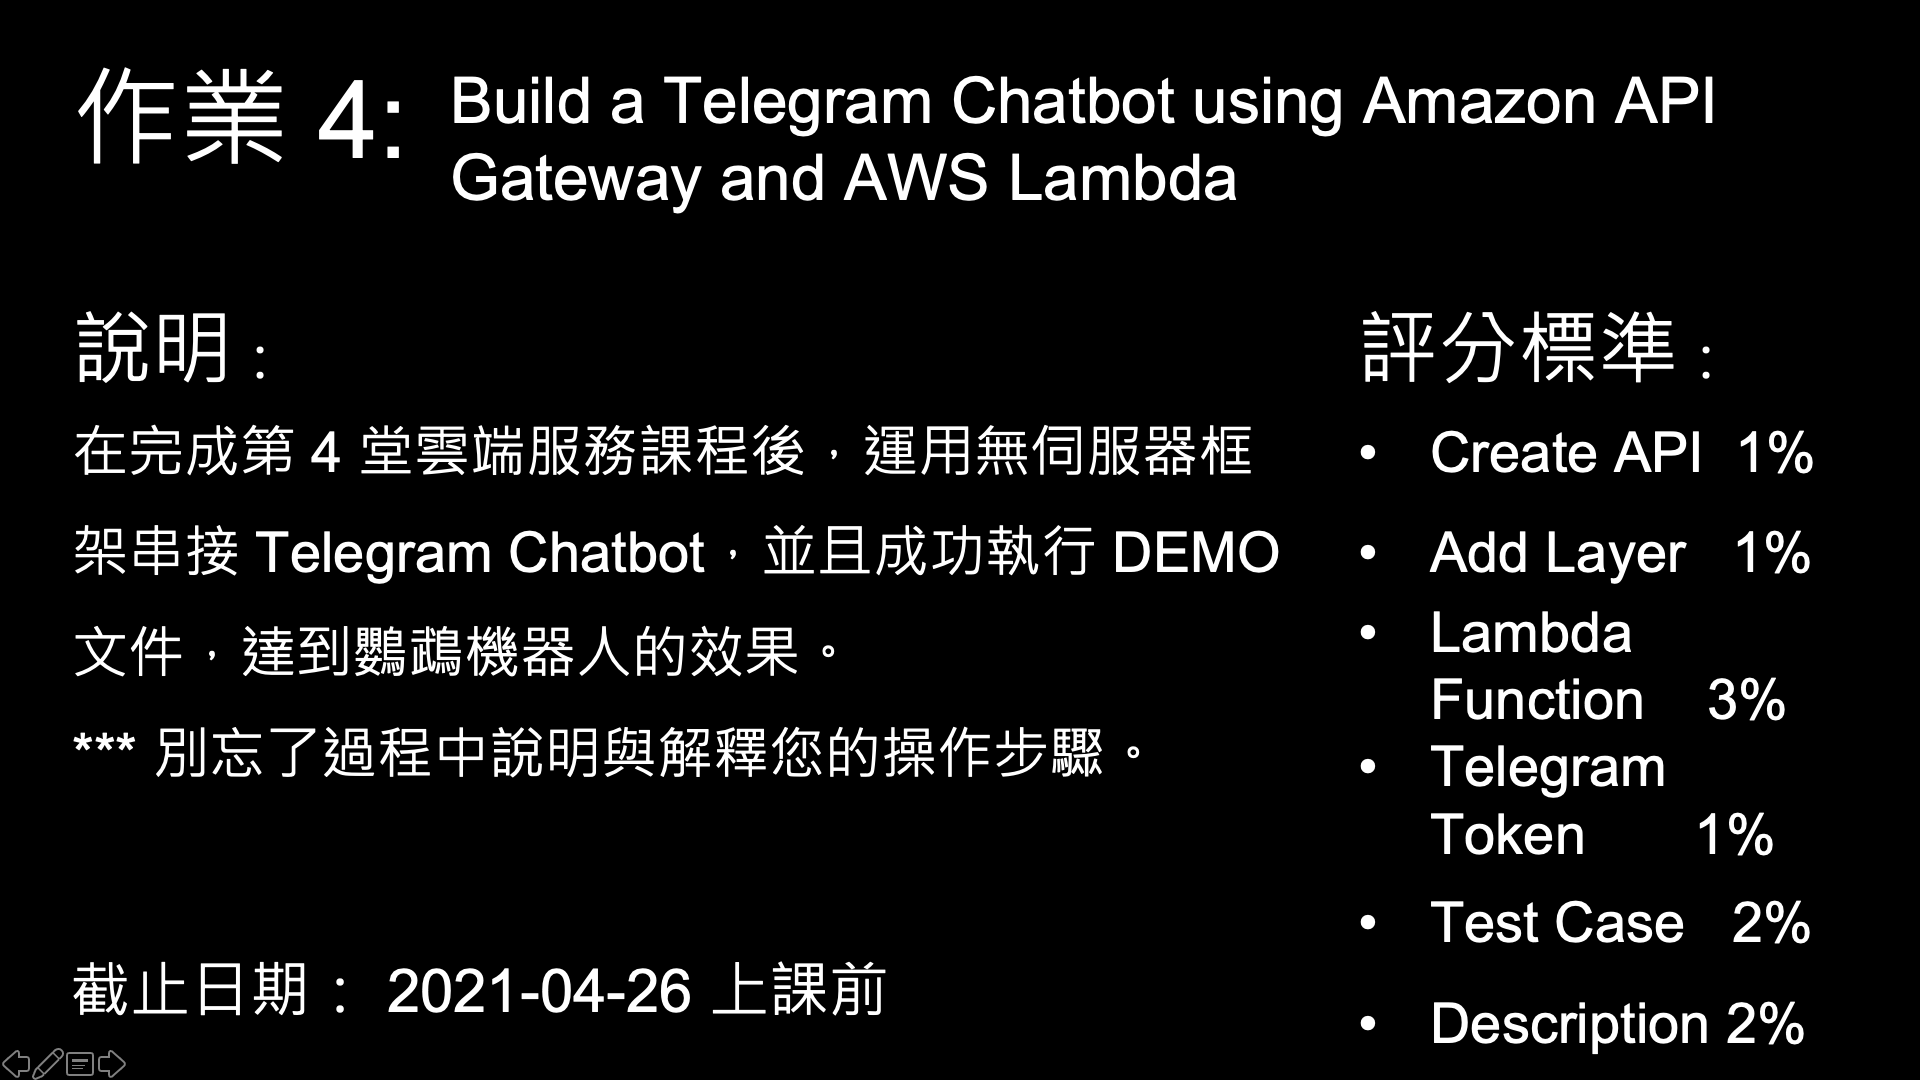 作業 4: Build a Telegram Chatbot using Amazon API
Gateway and AWS Lambda
說明：
在完成第 4 堂雲端服務課程後，運用無伺服器框
架串接 Telegram Chatbot，並且成功執行 DEMO
文件，達到鸚鵡機器人的效果。
*** 別忘了過程中說明與解釋您的操作步驟。
截止日期： 2021-04-26 上課前
評分標準：
• Create API 1%
• Add Layer 1%
• Lambda
Function 3%
• Telegram
Token 1%
• Test Case 2%
• Description 2%